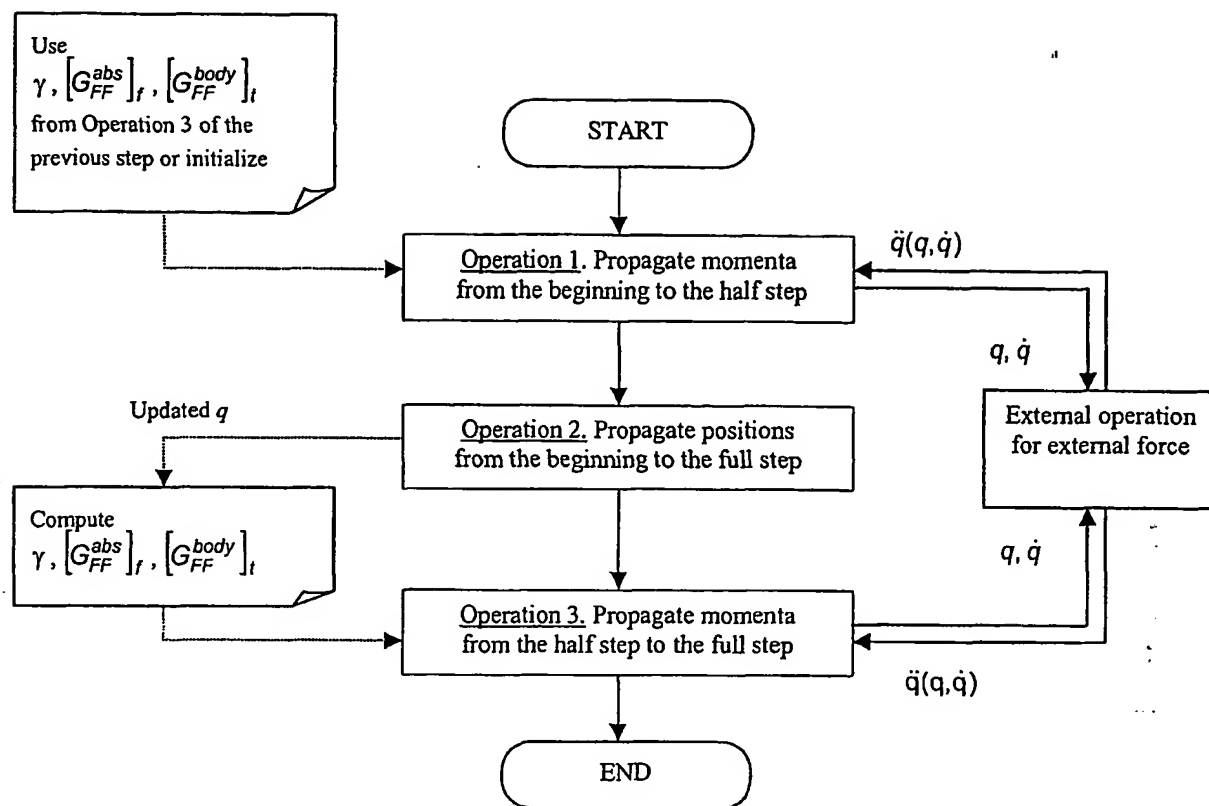 Use
γ, [G_FF^abs]_f, [G_FF^body]_t
from Operation 3 of the
previous step or initialize
START
Operation 1. Propagate momenta
from the beginning to the half step
q̈(q,q̇)
q, q̇
External operation
for external force
Updated q
Operation 2. Propagate positions
from the beginning to the full step
Compute
γ, [G_FF^abs]_f, [G_FF^body]_t
q, q̇
Operation 3. Propagate momenta
from the half step to the full step
q̈(q,q̇)
END